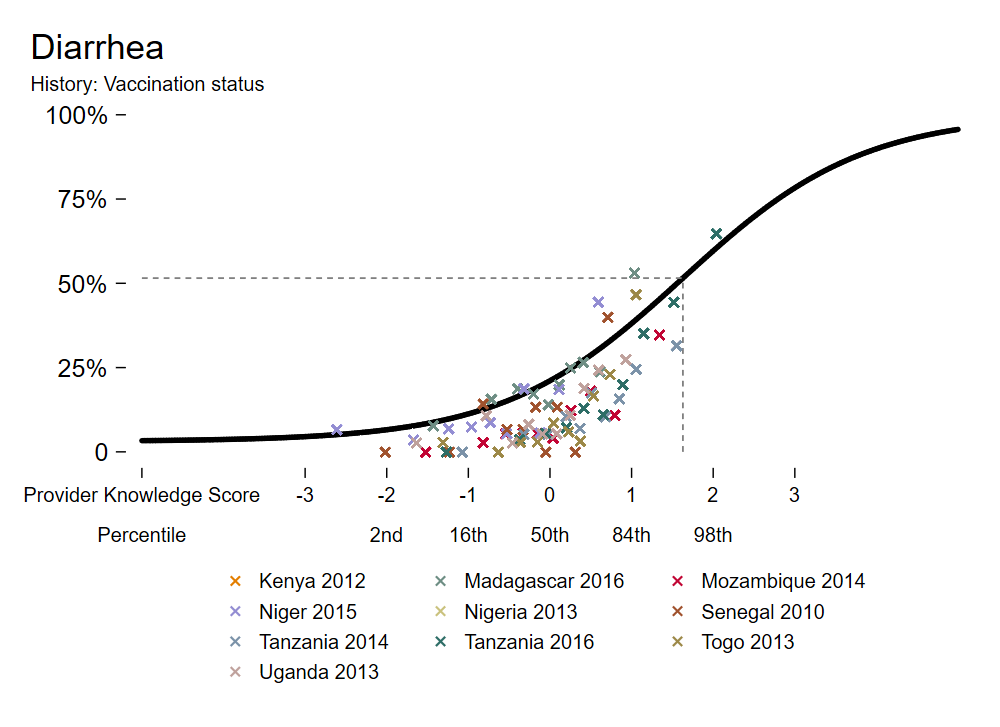 Diarrhea
History: Vaccination status
100%
75%
50%
25%
0
Provider Knowledge Score -3 -2 -1 0 1 2 3
Percentile 2nd 16th 50th 84th 98th
Kenya 2012 Madagascar 2016 Mozambique 2014
Niger 2015 Nigeria 2013 Senegal 2010
Tanzania 2014 Tanzania 2016 Togo 2013
Uganda 2013